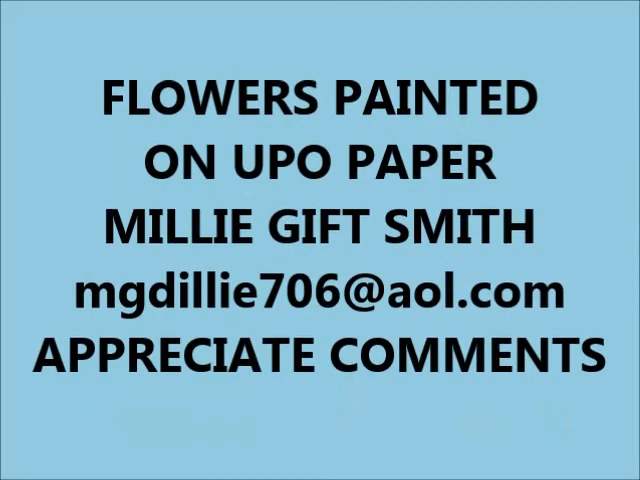 FLOWERS PAINTED
ON UPO PAPER
MILLIE GIFT SMITH
mgdillie706@aol.com
APPRECIATE COMMENTS